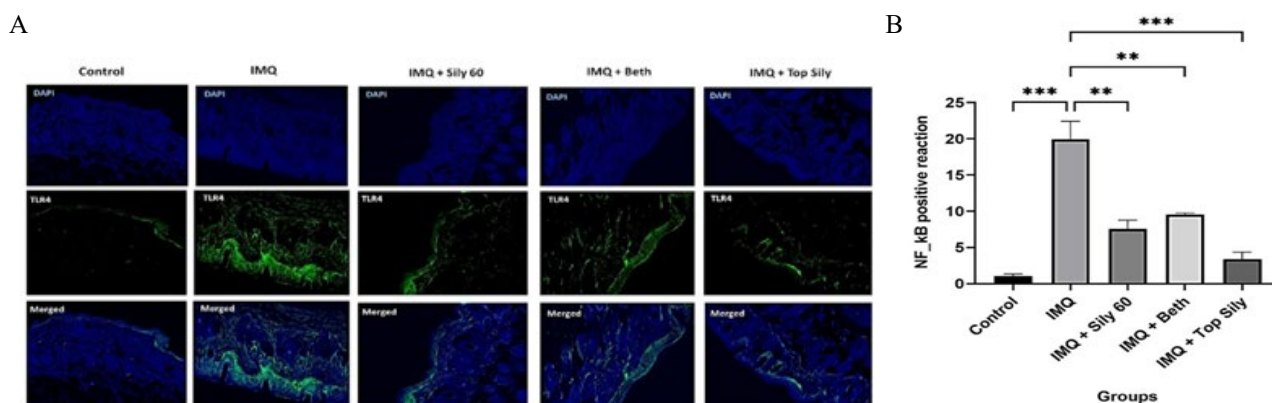 A
Control IMQ IMQ + Sily 60 IMQ + Beth IMQ + Top Sily
DAPI DAPI DAPI DAPI DAPI
TLR4 TLR4 TLR4 TLR4 TLR4
Merged Merged Merged Merged Merged
B
***
**
*** **
NF_kB positive reaction
25
20
15
10
5
0
Control IMQ IMQ + Sily 60 IMQ + Beth IMQ + Top Sily
Groups